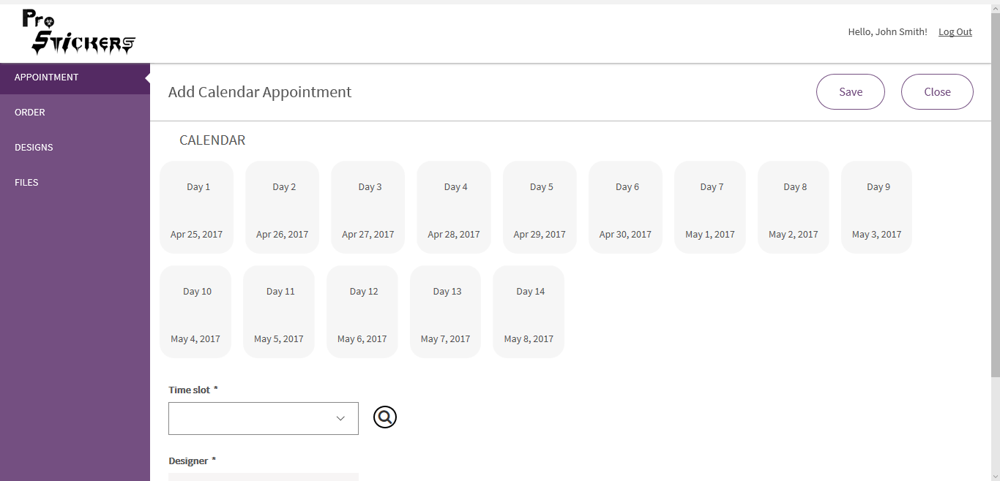 Pro
Stickers
Hello, John Smith! Log Out
APPOINTMENT
ORDER
DESIGNS
FILES
Add Calendar Appointment
Save Close
CALENDAR
Day 1 Day 2 Day 3 Day 4 Day 5 Day 6 Day 7 Day 8 Day 9
Apr 25, 2017 Apr 26, 2017 Apr 27, 2017 Apr 28, 2017 Apr 29, 2017 Apr 30, 2017 May 1, 2017 May 2, 2017 May 3, 2017
Day 10 Day 11 Day 12 Day 13 Day 14
May 4, 2017 May 5, 2017 May 6, 2017 May 7, 2017 May 8, 2017
Time slot *
Designer *